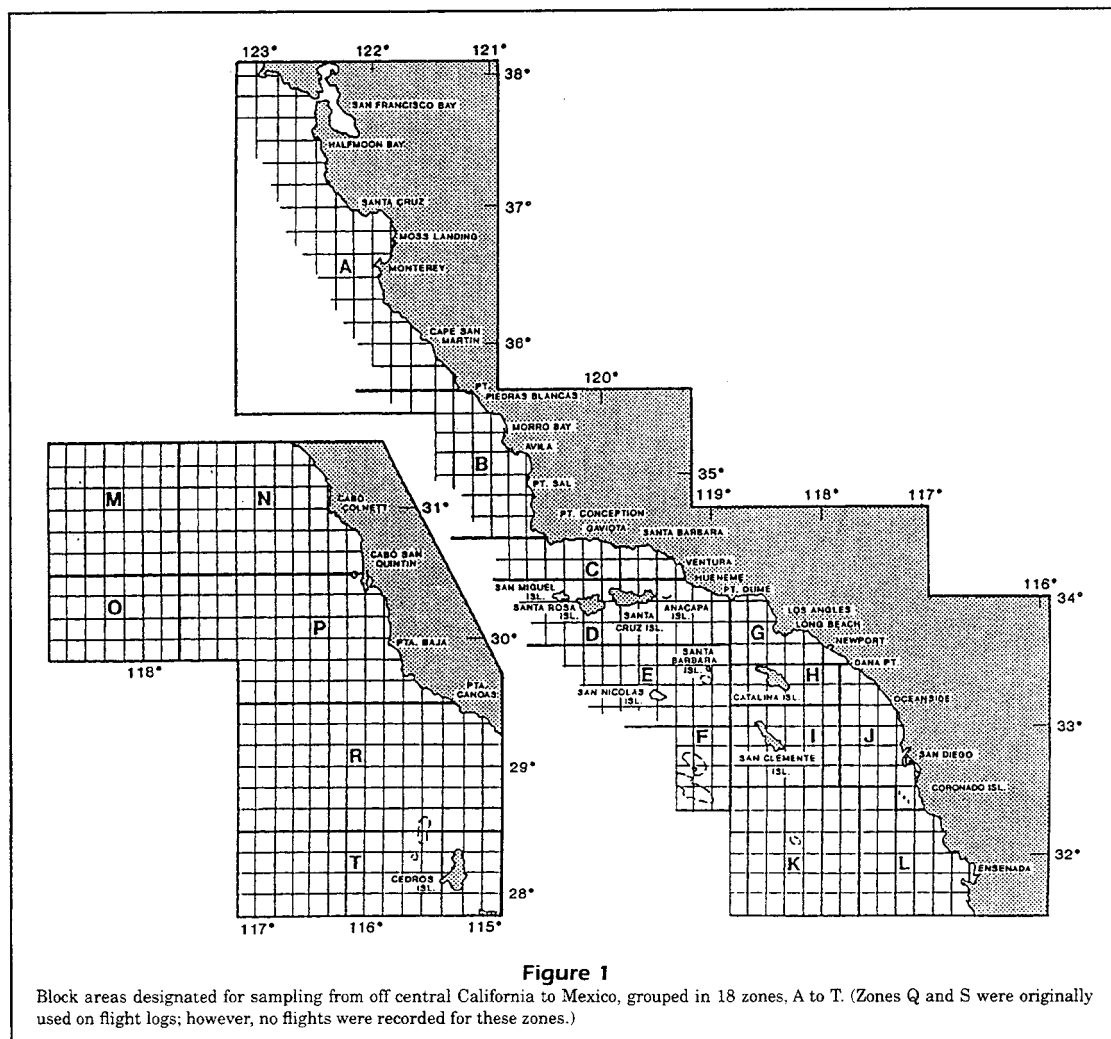 123°
122°
121°
38°
SAN FRANCISCO BAY
HALFMOON BAY
SANTA CRUZ
37°
MOSS LANDING
A
MONTEREY
CAPE SAN
MARTIN
36°
120°
PT.
PIEDRAS BLANCAS
MORRO BAY
AVILA
B
35°
PT. SAL
119°
118°
117°
PT. CONCEPTION
GAVIOTA
SANTA BARBARA
VENTURA
C
HUENEME
116°
SAN MIGUEL
ISL.
PT. DUME
34°
SANTA ROSA
ISL.
SANTA
CRUZ ISL.
ANACAPA
ISL.
LOS ANGLES
LONG BEACH
D
G
NEWPORT
SANTA
BARBARA
ISL.
DANA PT.
E
H
SAN NICOLAS
ISL.
CATALINA ISL.
OCEANSIDE
33°
F
I
J
SAN CLEMENTE
ISL.
SAN DIEGO
CORONADO ISL.
32°
K
L
ENSENADA
M
N
CABO
COLNETT
31°
CABO SAN
QUINTIN
O
P
30°
118°
PTA. BAJA
PTA.
CANOAS
R
29°
T
CEDROS
ISL.
28°
117°
116°
115°
Figure 1
Block areas designated for sampling from off central California to Mexico, grouped in 18 zones, A to T. (Zones Q and S were originally
used on flight logs; however, no flights were recorded for these zones.)